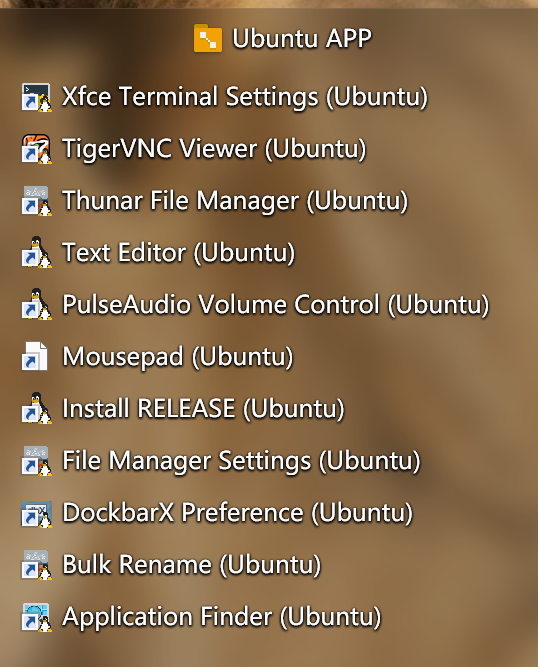 Ubuntu APP
Xfce Terminal Settings (Ubuntu)
TigerVNC Viewer (Ubuntu)
Thunar File Manager (Ubuntu)
Text Editor (Ubuntu)
PulseAudio Volume Control (Ubuntu)
Mousepad (Ubuntu)
Install RELEASE (Ubuntu)
File Manager Settings (Ubuntu)
DockbarX Preference (Ubuntu)
Bulk Rename (Ubuntu)
Application Finder (Ubuntu)